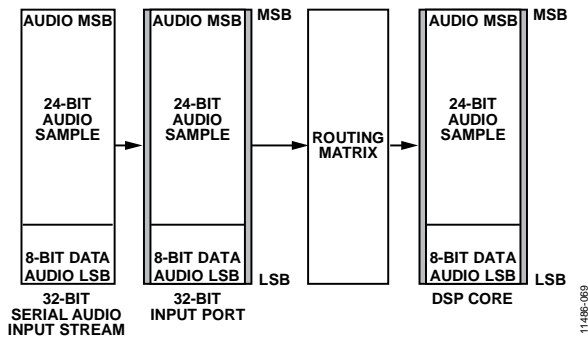 AUDIO MSB
24-BIT
AUDIO
SAMPLE
8-BIT DATA
AUDIO LSB
32-BIT
SERIAL AUDIO
INPUT STREAM
AUDIO MSB
MSB
24-BIT
AUDIO
SAMPLE
8-BIT DATA
AUDIO LSB
LSB
32-BIT
INPUT PORT
ROUTING
MATRIX
AUDIO MSB
MSB
24-BIT
AUDIO
SAMPLE
8-BIT DATA
AUDIO LSB
LSB
DSP CORE
11486-069